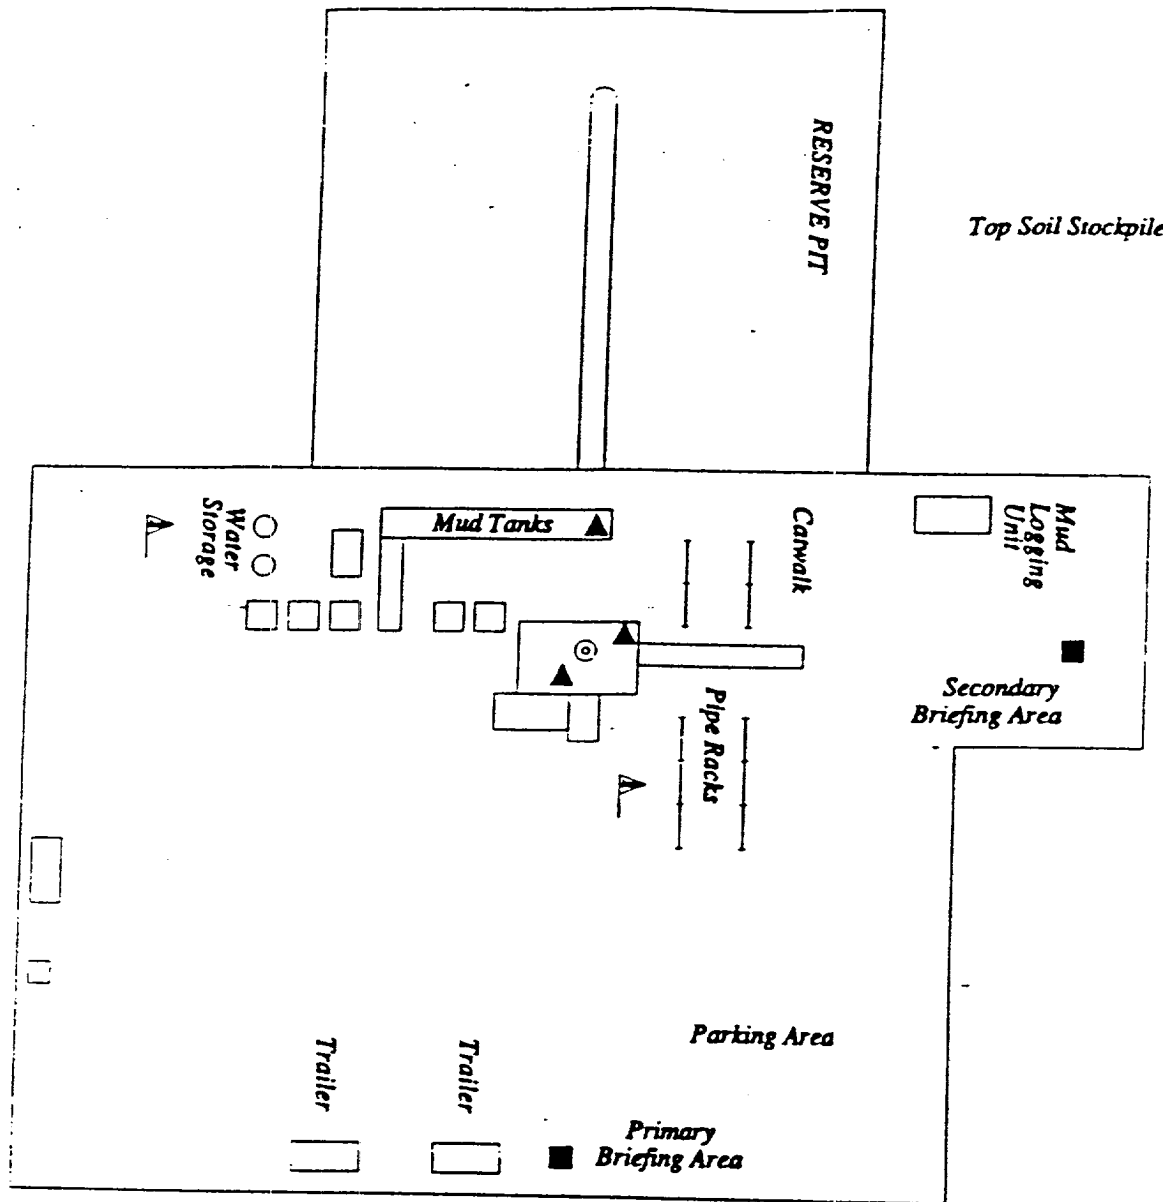 RESERVE PIT
Top Soil Stockpile
Water
Storage
Mud Tanks
Catwalk
Mud
Logging
Unit
Secondary
Briefing Area
Pipe Racks
Parking Area
Trailer
Trailer
Primary
Briefing Area